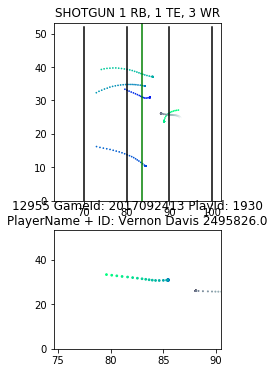 SHOTGUN 1 RB, 1 TE, 3 WR
50
40
30
20
10
0
70 80 90 100
12955 GameId: 2017092413 PlayId: 1930
PlayerName + ID: Vernon Davis 2495826.0
40
20
0
75 80 85 90